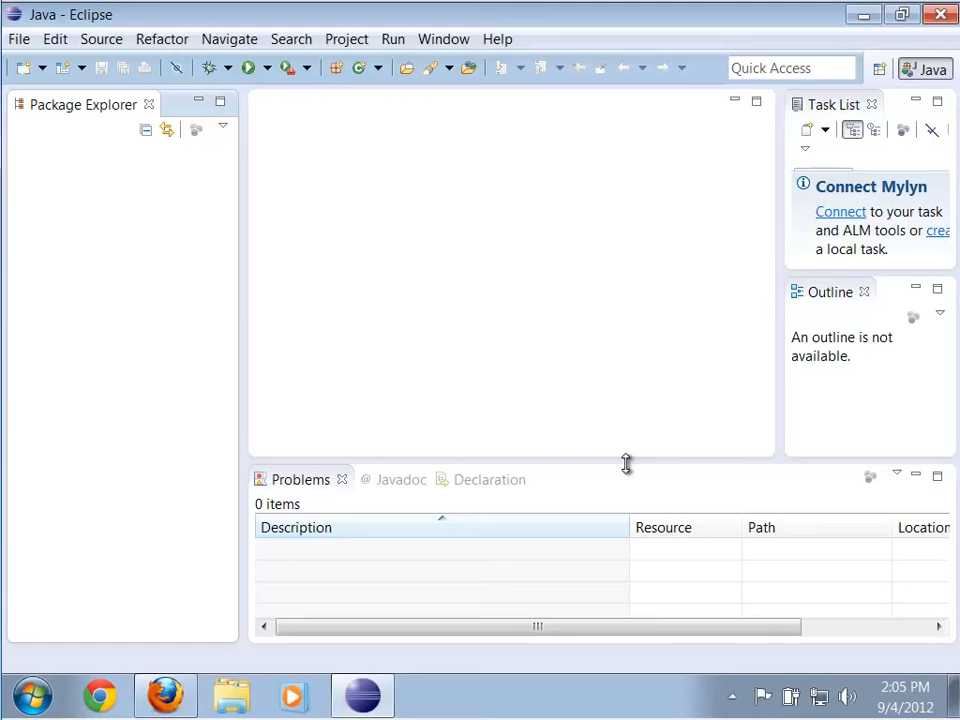 Java - Eclipse
File Edit Source Refactor Navigate Search Project Run Window Help
Quick Access
Java
Package Explorer
Task List
Connect Mylyn
Connect to your task
and ALM tools or crea
a local task.
Outline
An outline is not
available.
Problems @ Javadoc Declaration
0 items
Description Resource Path Location
2:05 PM
9/4/2012